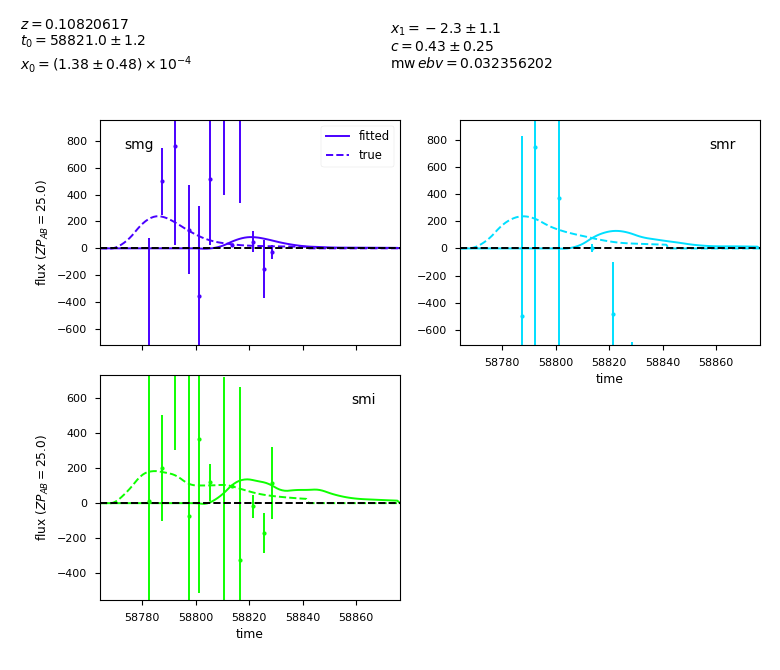 z = 0.10820617
t₀ = 58821.0 ± 1.2
x₀ = (1.38 ± 0.48) × 10⁻⁴
x₁ = −2.3 ± 1.1
c = 0.43 ± 0.25
mw ebv = 0.032356202
smg
fitted
true
800
600
400
200
0
−200
−400
−600
flux (ZP_AB = 25.0)
smr
800
600
400
200
0
−200
−400
−600
58780 58800 58820 58840 58860
time
smi
600
400
200
0
−200
−400
flux (ZP_AB = 25.0)
58780 58800 58820 58840 58860
time